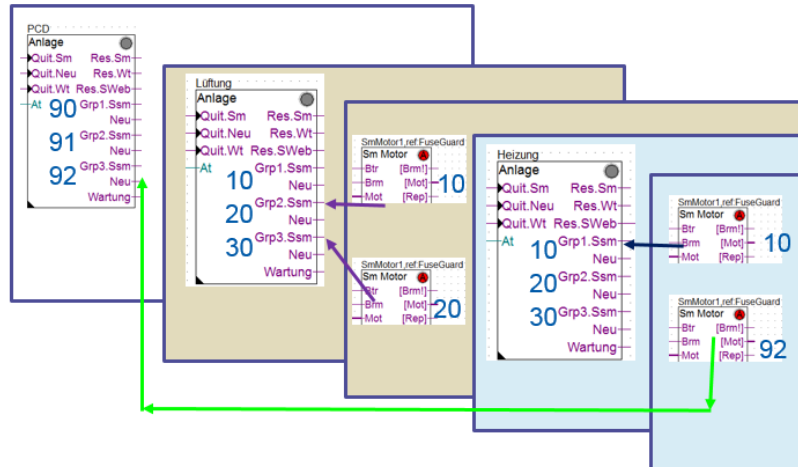 PCD
Anlage
Quit.Sm Res.Sm
Quit.Neu Res.Wt
Quit.Wt Res.SWeb
At 90 Grp1.Ssm
Neu
91 Grp2.Ssm
Neu
92 Grp3.Ssm
Neu
Wartung
Lüftung
Anlage
Quit.Sm Res.Sm
Quit.Neu Res.Wt
Quit.Wt Res.SWeb
At Grp1.Ssm
10 Neu
20 Grp2.Ssm
Neu
30 Grp3.Ssm
Neu
Wartung
SmMotor1,ref.FuseGuard
Sm Motor A
Btr [Brm!]
Brm [Mot] 10
Mot [Rep]
SmMotor1,ref.FuseGuard
Sm Motor A
Btr [Brm!]
Brm [Mot] 20
Mot [Rep]
Heizung
Anlage
Quit.Sm Res.Sm
Quit.Neu Res.Wt
Quit.Wt Res.SWeb
At 10 Grp1.Ssm
Neu
20 Grp2.Ssm
Neu
30 Grp3.Ssm
Neu
Wartung
SmMotor1,ref.FuseGuard
Sm Motor A
Btr [Brm!]
Brm [Mot] 10
Mot [Rep]
SmMotor1,ref.FuseGuard
Sm Motor A
Btr [Brm!]
Brm [Mot] 92
Mot [Rep]